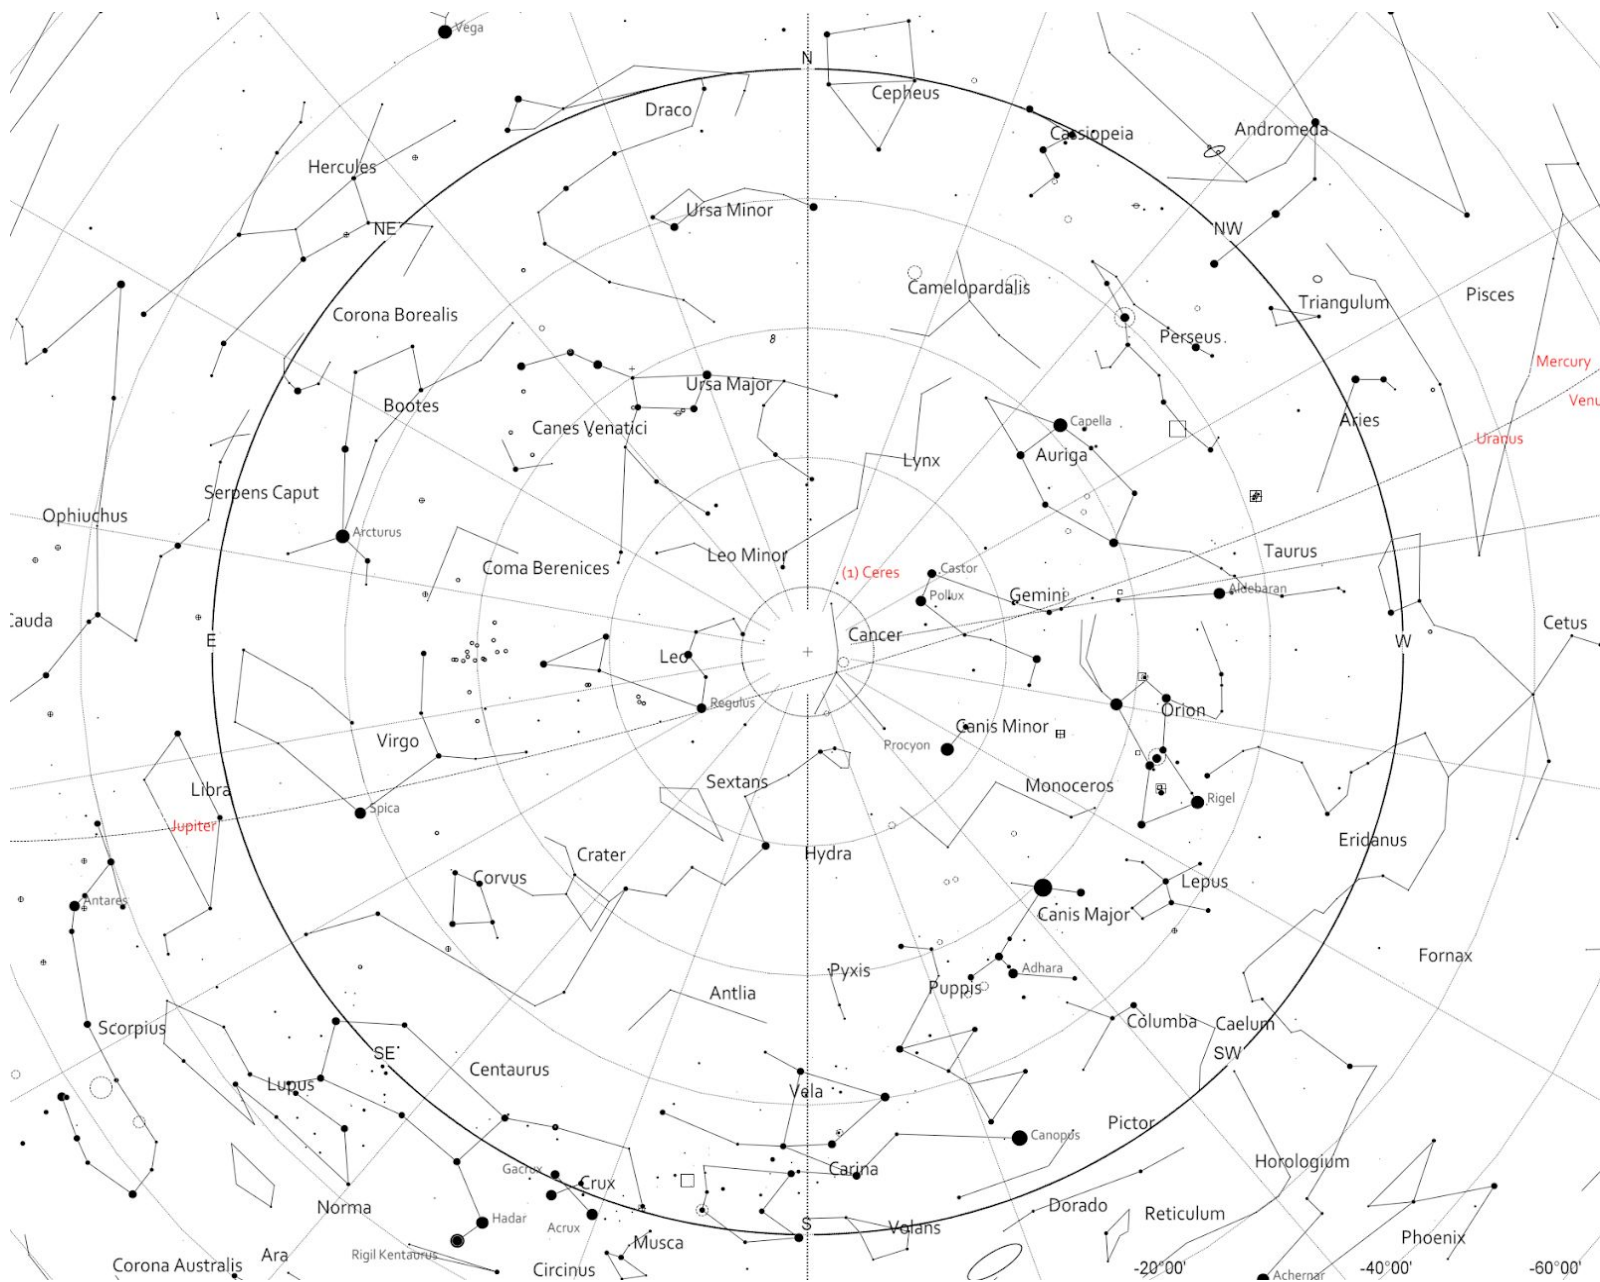 Vega
N
Draco
Cepheus
Cassiopeia
Andromeda
Hercules
Ursa Minor
NE
NW
Camelopardalis
Triangulum
Pisces
Corona Borealis
Perseus
Mercury
Ursa Major
Venu
Bootes
Canes Venatici
Capella
Aries
Uranus
Auriga
Lynx
Serpens Caput
Ophiuchus
Arcturus
Leo Minor
Taurus
Coma Berenices
(1) Ceres
Castor
Pollux
Gemini
Aldebaran
Cauda
E
Cancer
W
Cetus
Leo
Regulus
Orion
Canis Minor
Virgo
Procyon
Sextans
Monoceros
Libra
Rigel
Spica
Jupiter
Eridanus
Crater
Hydra
Corvus
Lepus
Antares
Canis Major
Fornax
Pyxis
Adhara
Puppis
Antlia
Scorpius
Columba
Caelum
SE
SW
Centaurus
Lupus
Vela
Pictor
Canopus
Gacrux
Carina
Horologium
Crux
Norma
Dorado
Reticulum
Hadar
Acrux
S
Volans
Phoenix
Musca
Ara
Rigil Kentaurus
Corona Australis
Circinus
-20°00'
-40°00'
-60°00'
Achernar